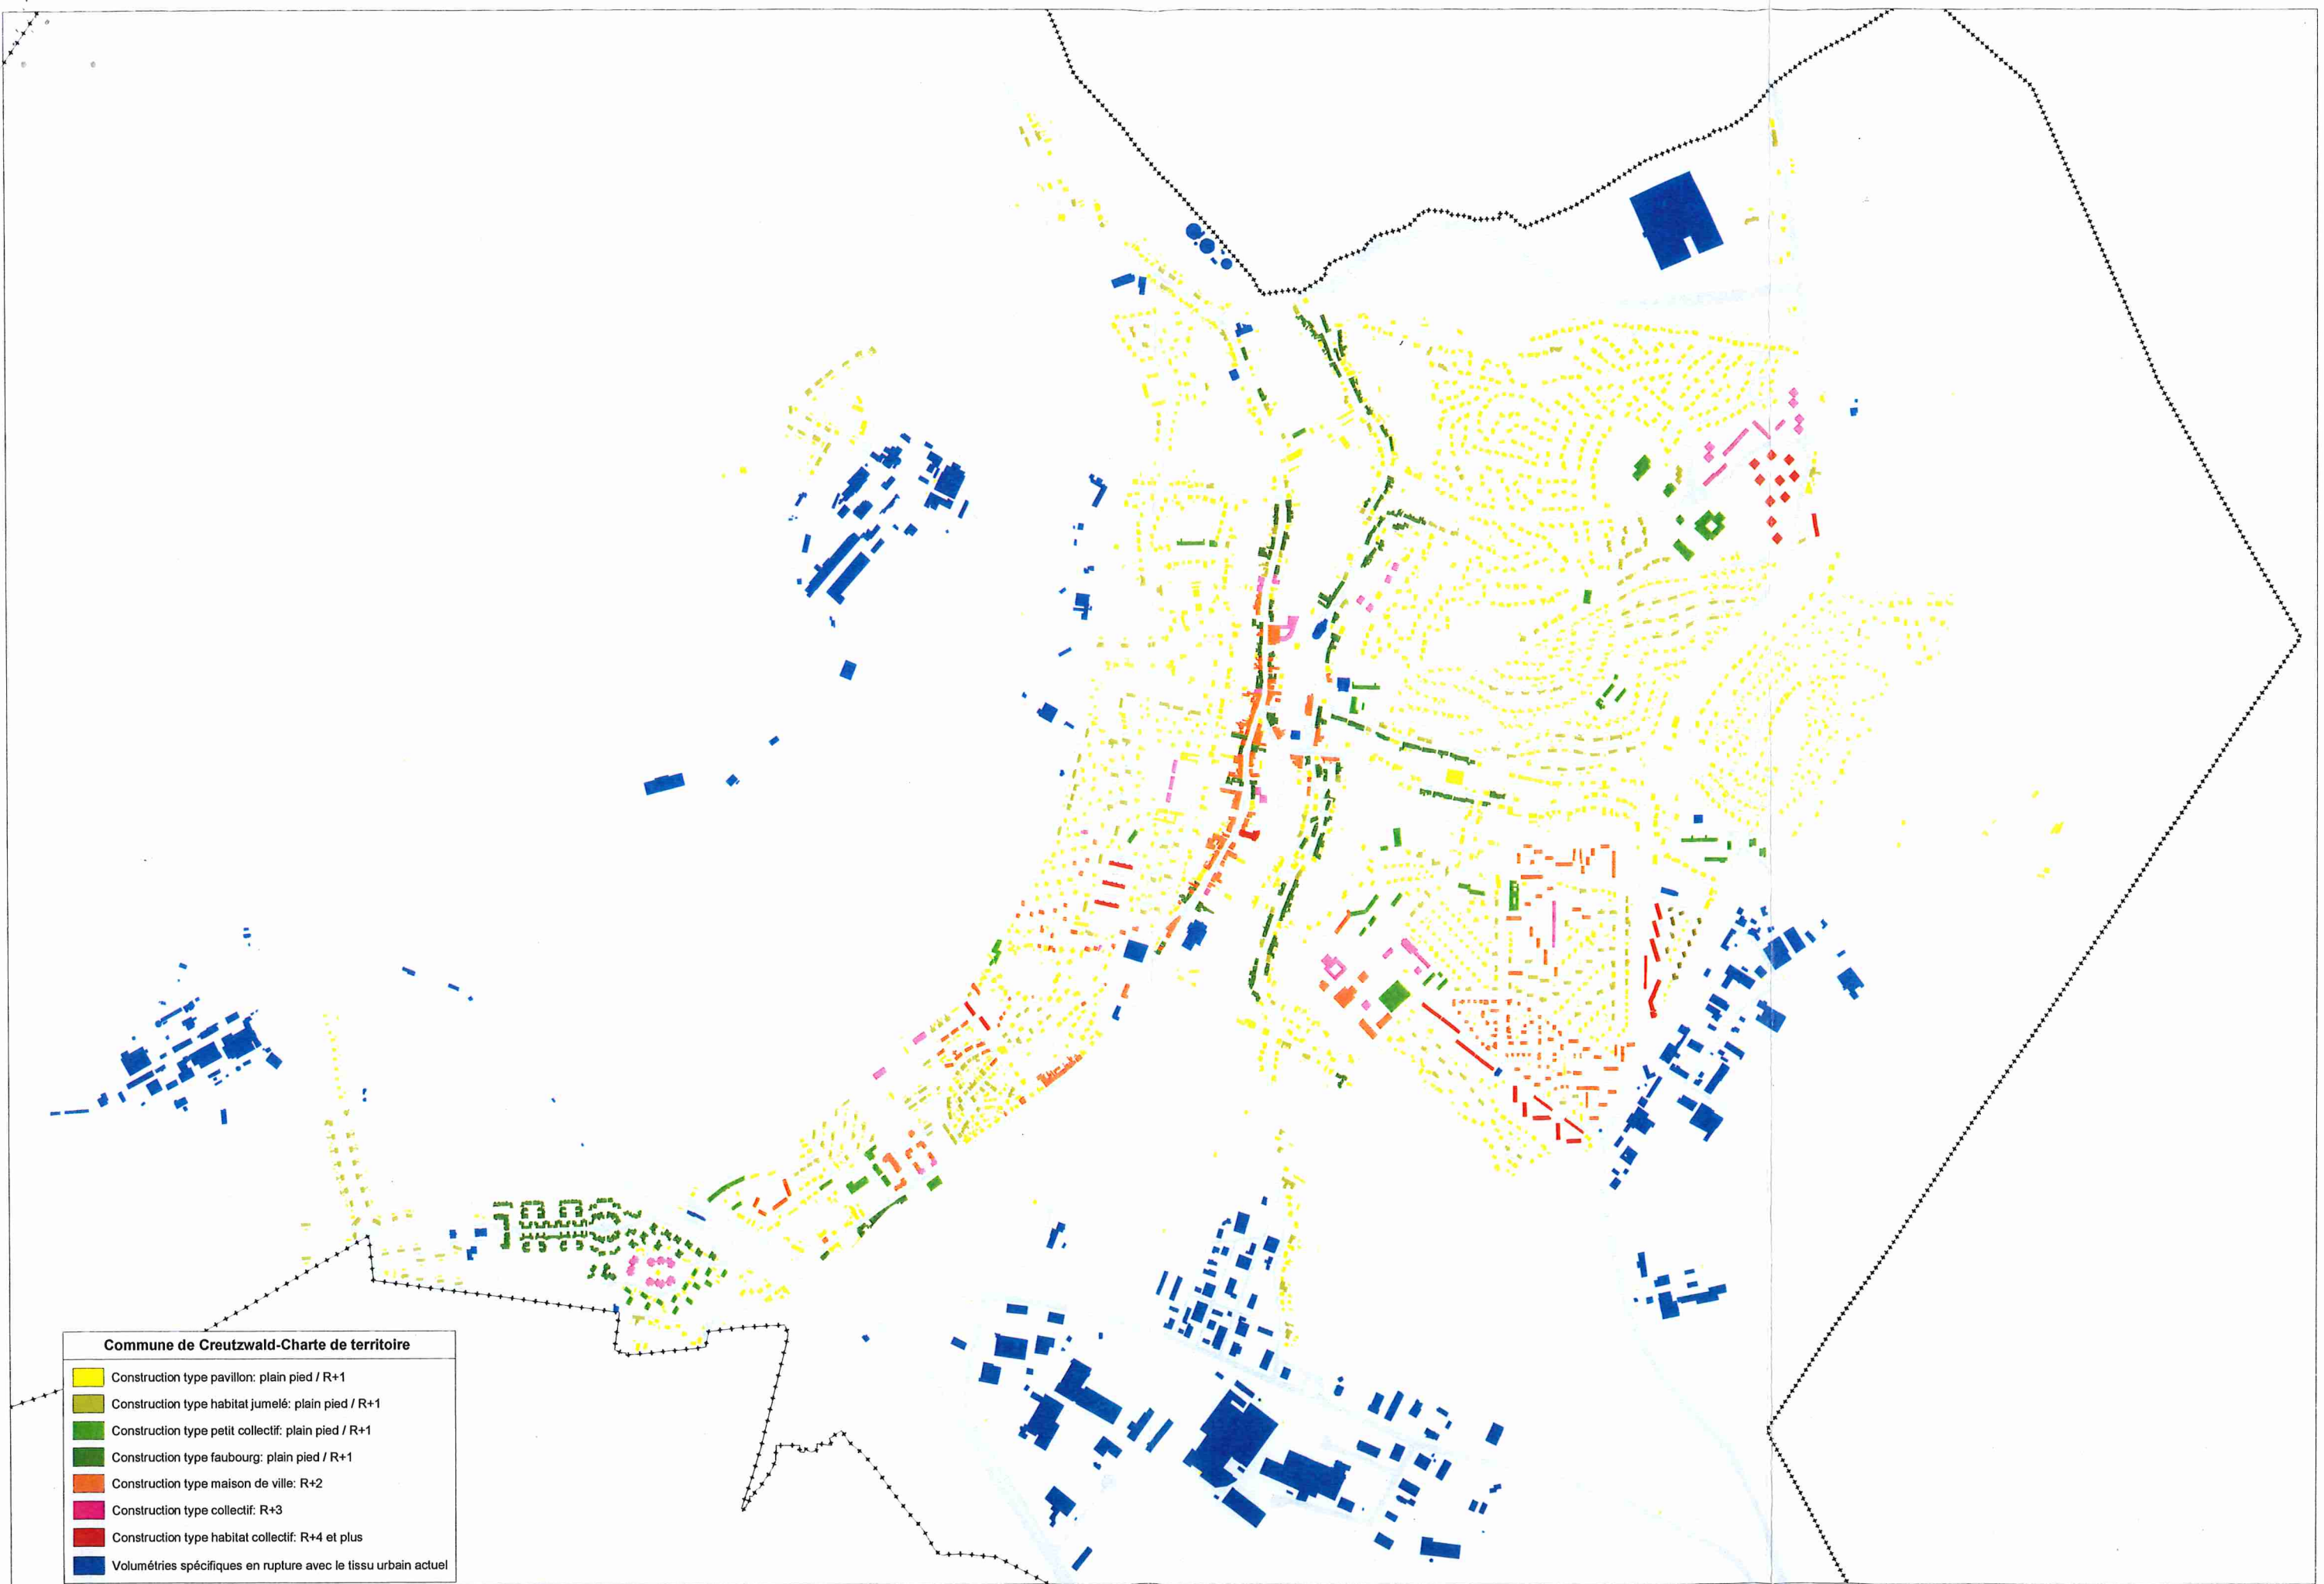 Commune de Creutzwald-Charte de territoire
Construction type pavillon: plain pied / R+1
Construction type habitat jumelé: plain pied / R+1
Construction type petit collectif: plain pied / R+1
Construction type faubourg: plain pied / R+1
Construction type maison de ville: R+2
Construction type collectif: R+3
Construction type habitat collectif: R+4 et plus
Volumétries spécifiques en rupture avec le tissu urbain actuel